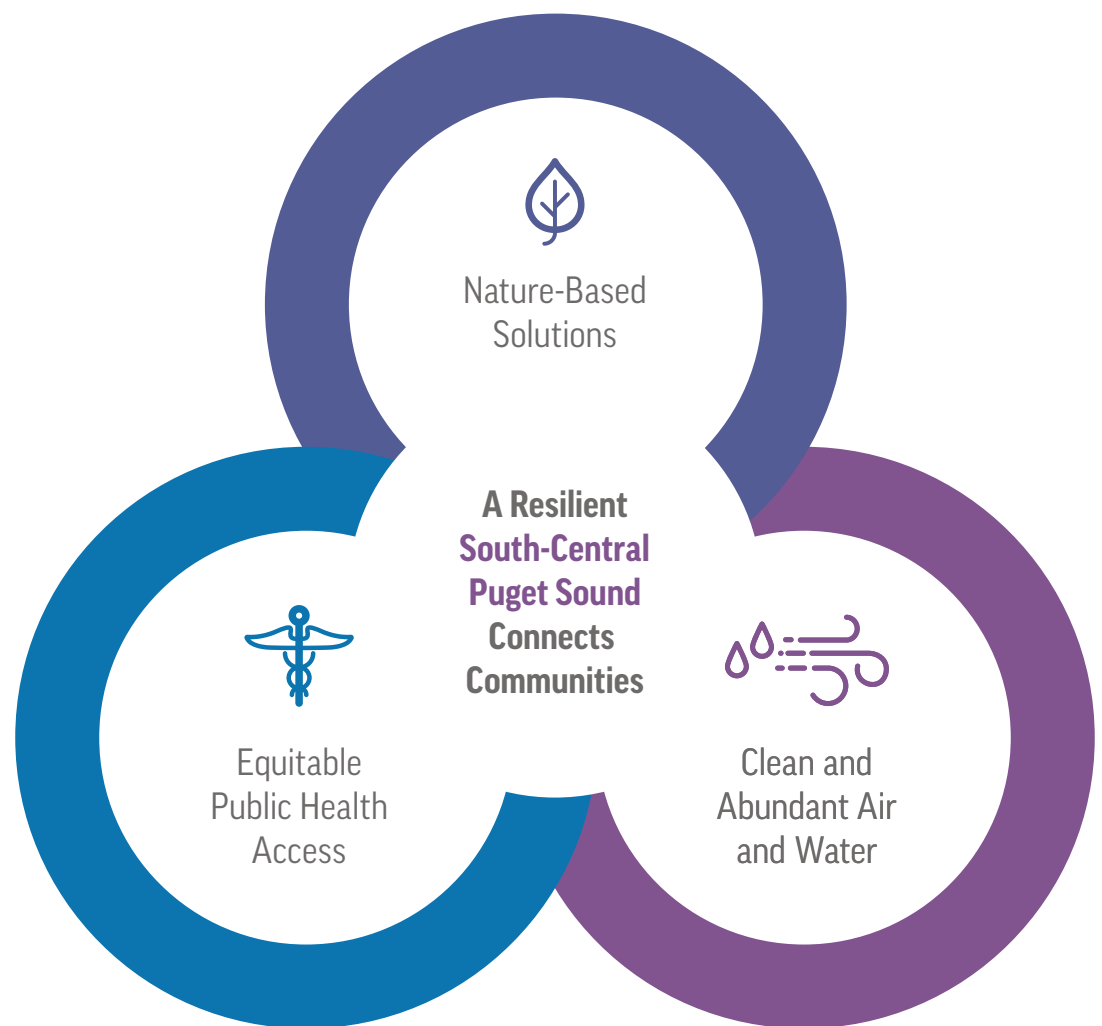 Nature-Based
Solutions
A Resilient
South-Central
Puget Sound
Connects
Communities
Equitable
Public Health
Access
Clean and
Abundant Air
and Water